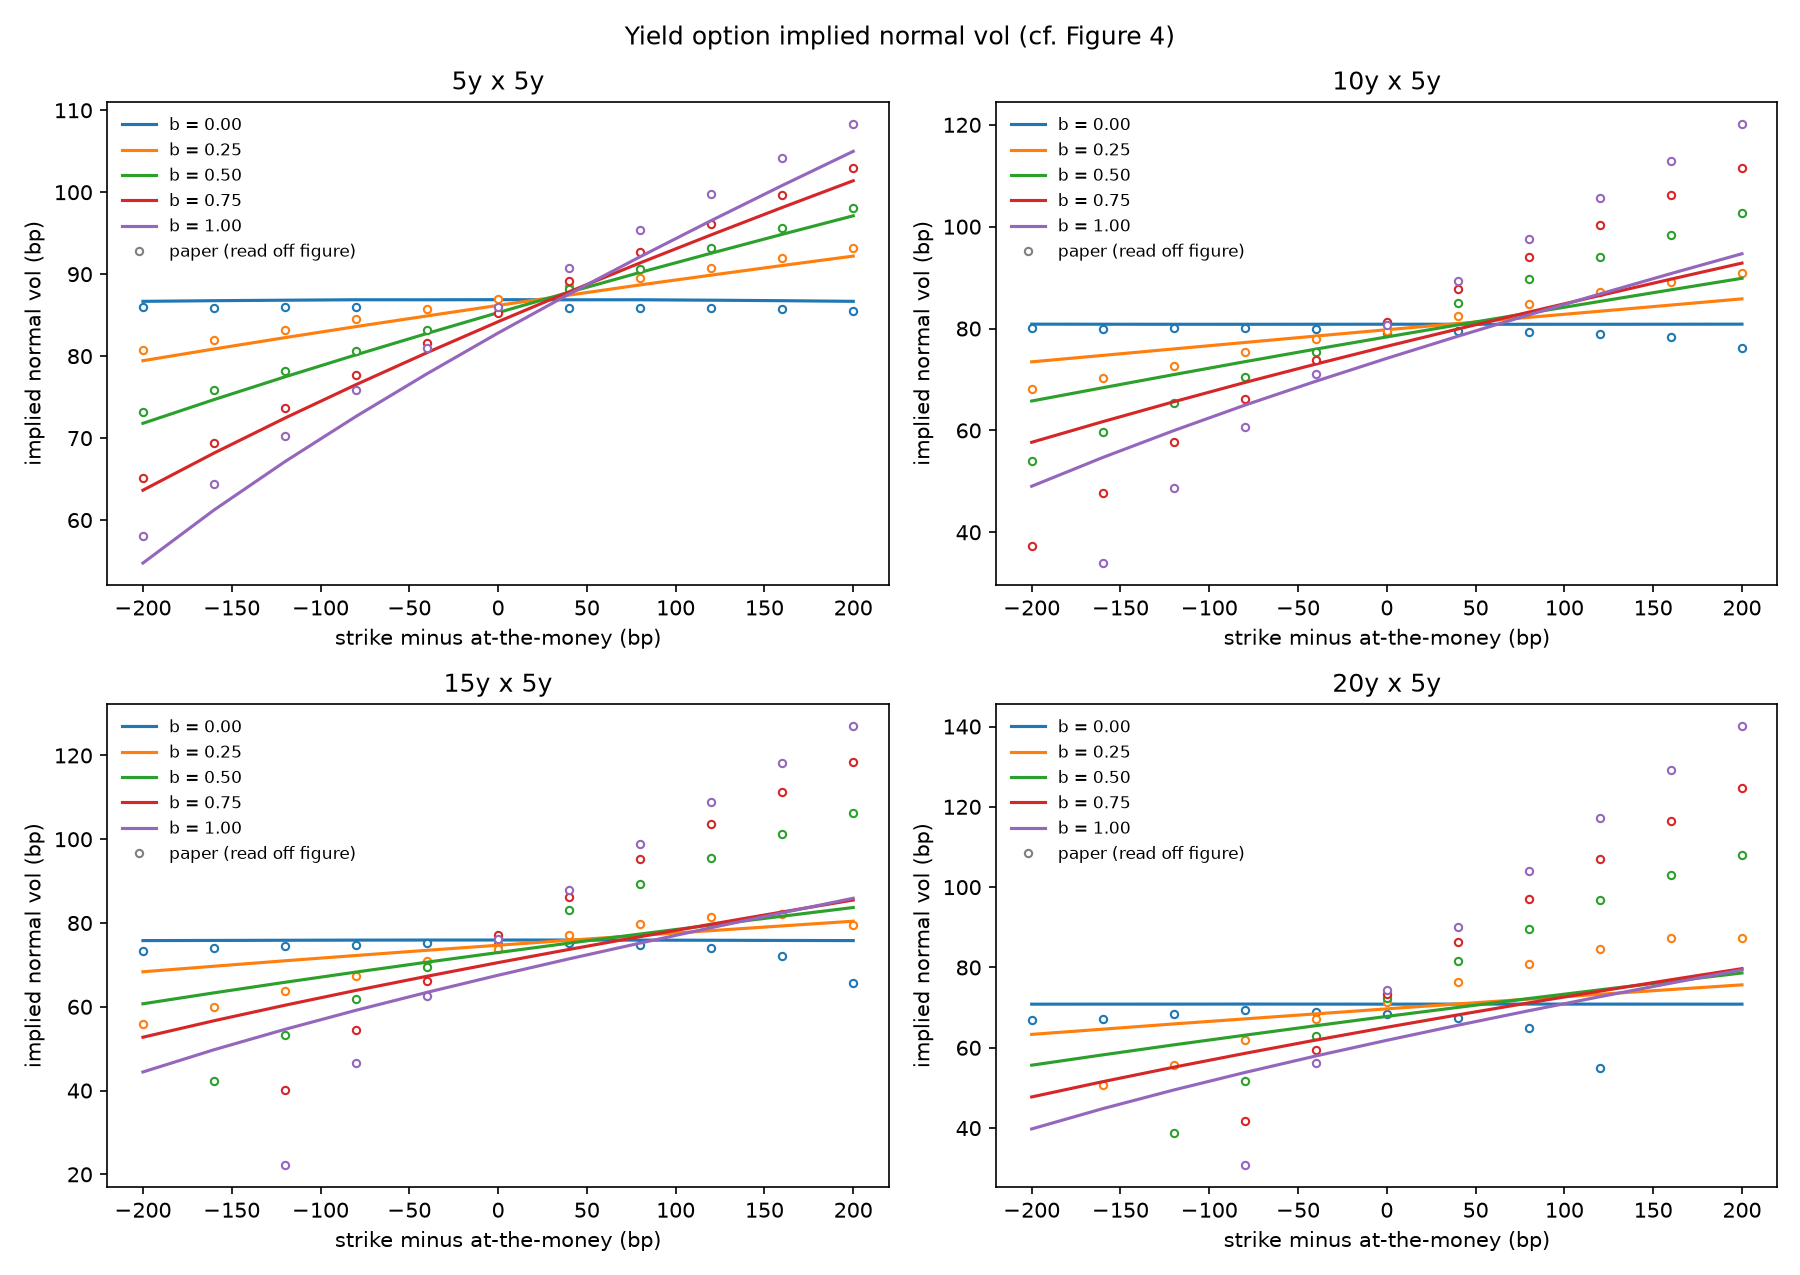 Yield option implied normal vol (cf. Figure 4)
5y x 5y
110
100
90
80
70
60
implied normal vol (bp)
b = 0.00
b = 0.25
b = 0.50
b = 0.75
b = 1.00
paper (read off figure)
−200 −150 −100 −50 0 50 100 150 200
strike minus at-the-money (bp)
10y x 5y
120
100
80
60
40
implied normal vol (bp)
b = 0.00
b = 0.25
b = 0.50
b = 0.75
b = 1.00
paper (read off figure)
−200 −150 −100 −50 0 50 100 150 200
strike minus at-the-money (bp)
15y x 5y
120
100
80
60
40
20
implied normal vol (bp)
b = 0.00
b = 0.25
b = 0.50
b = 0.75
b = 1.00
paper (read off figure)
−200 −150 −100 −50 0 50 100 150 200
strike minus at-the-money (bp)
20y x 5y
140
120
100
80
60
40
implied normal vol (bp)
b = 0.00
b = 0.25
b = 0.50
b = 0.75
b = 1.00
paper (read off figure)
−200 −150 −100 −50 0 50 100 150 200
strike minus at-the-money (bp)